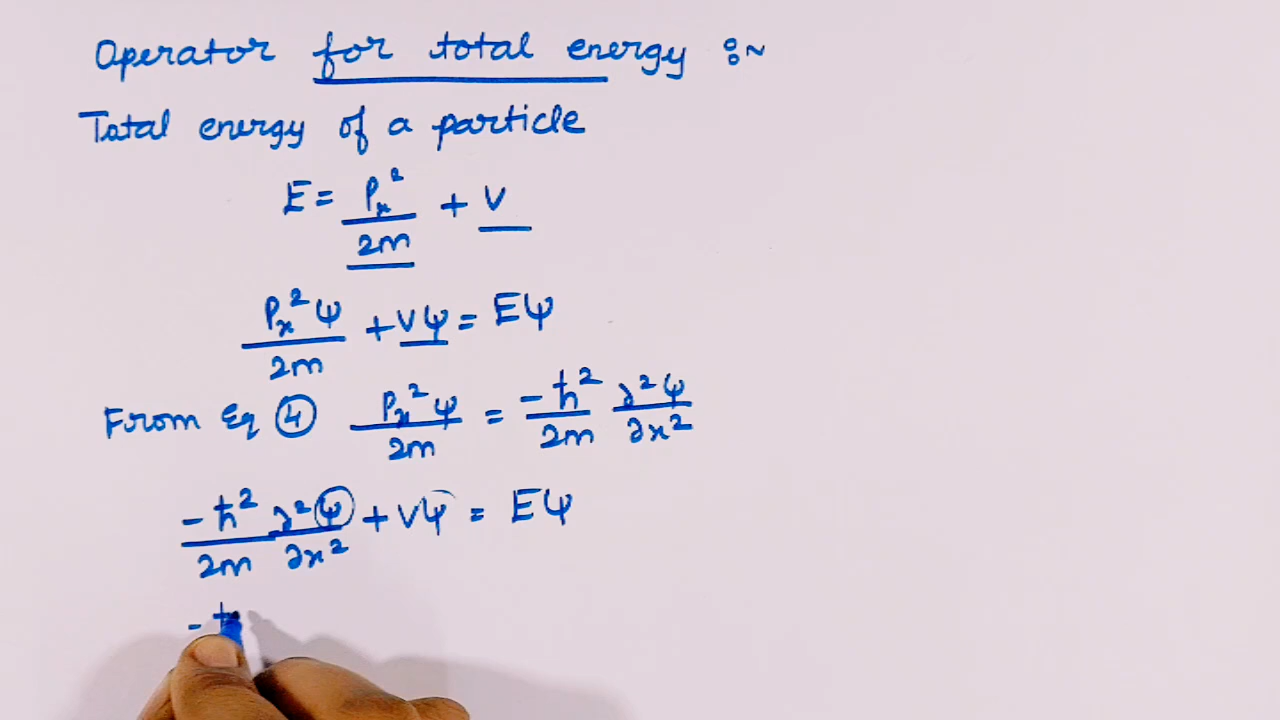 Operator for total energy :~
Total energy of a particle
E = Px²/2m + V
Px²ψ/2m + Vψ = Eψ
From Eq ④ Px²ψ/2m = -ħ²/2m ∂²ψ/∂x²
-ħ²/2m ∂²ψ/∂x² + Vψ = Eψ
-ħ